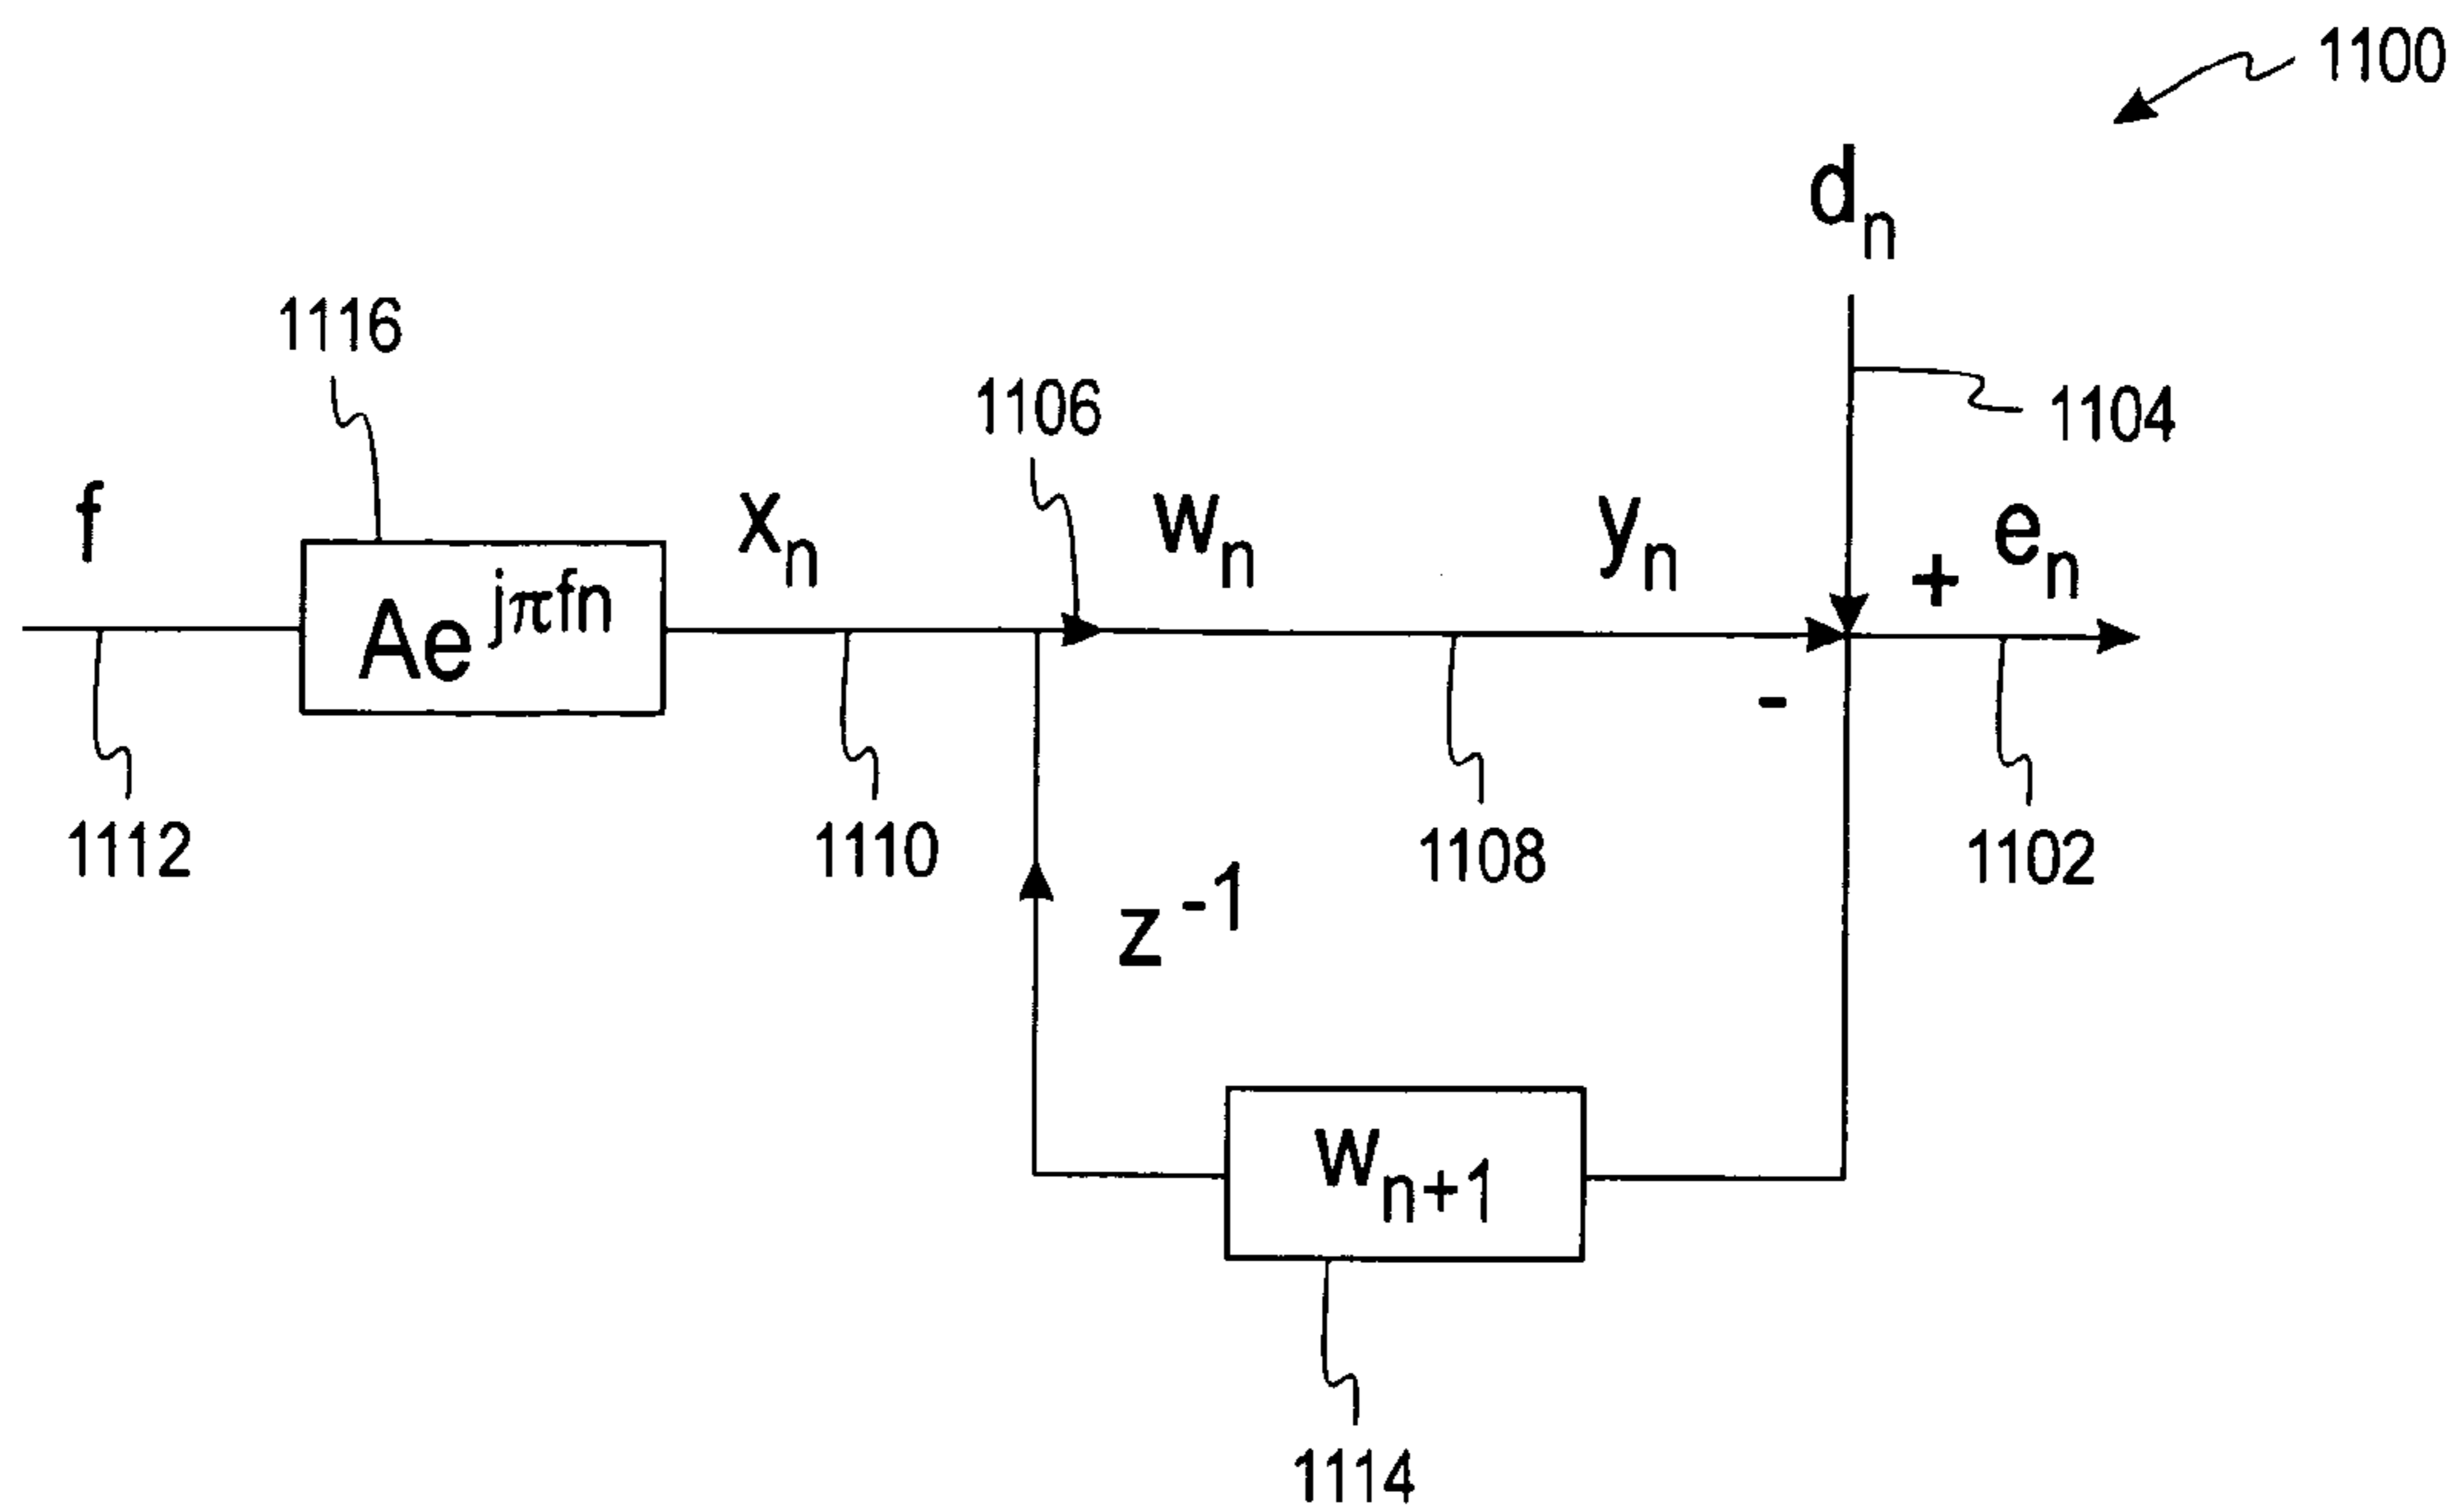 1100
d_n
1116
1106
1104
f
Ae^{jπfn}
x_n
w_n
y_n
+
e_n
-
1112
1110
1108
1102
z^{-1}
w_{n+1}
1114